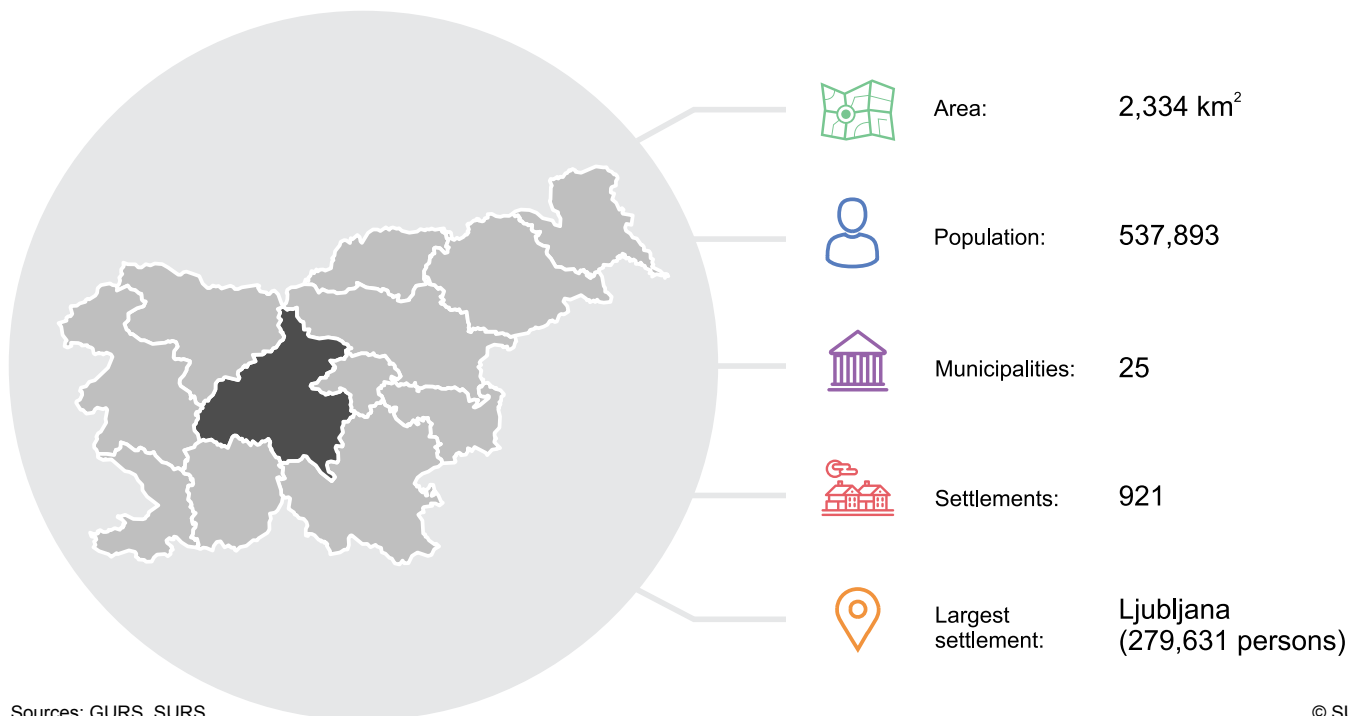 Area: 2,334 km²
Population: 537,893
Municipalities: 25
Settlements: 921
Largest
settlement:
Ljubljana
(279,631 persons)
Sources: GURS, SURS
©